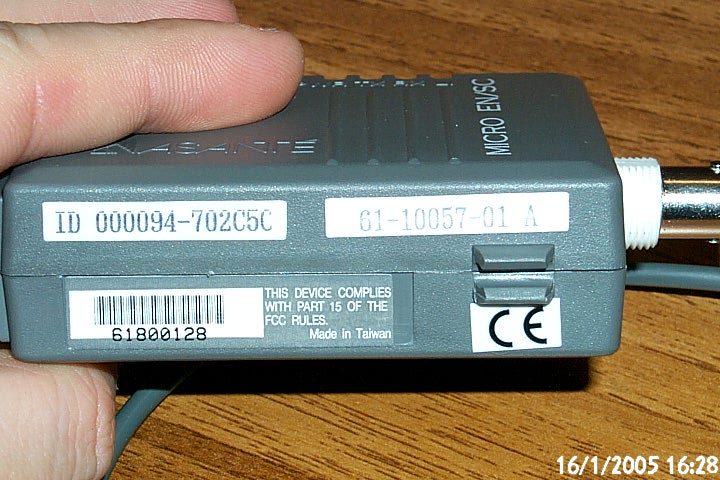 ASANTÉ
MICRO EN/SC
ID 000094-702C5C
61-10057-01 A
61800128
THIS DEVICE COMPLIES
WITH PART 15 OF THE
FCC RULES.
Made in Taiwan
CE
16/1/2005 16:28